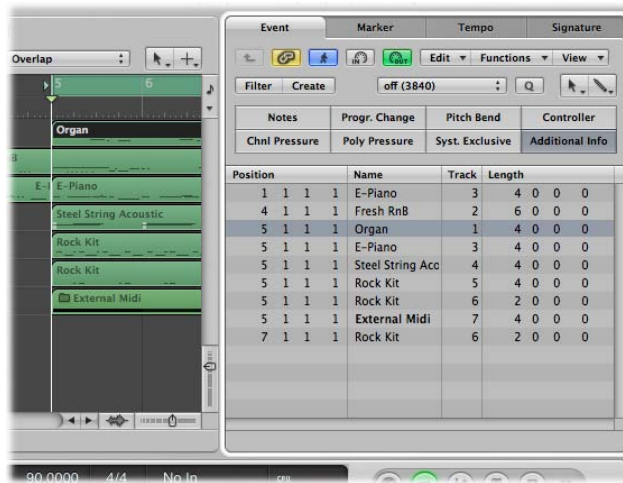 Event Marker Tempo Signature
Overlap
IN OUT Edit Functions View
5 6
Filter Create off (3840) Q
Notes Progr. Change Pitch Bend Controller
Chnl Pressure Poly Pressure Syst. Exclusive Additional Info
Organ
E-Piano
Steel String Acoustic
Rock Kit
Rock Kit
External Midi
Position Name Track Length
1 1 1 1 E-Piano 3 4 0 0 0
4 1 1 1 Fresh RnB 2 6 0 0 0
5 1 1 1 Organ 1 4 0 0 0
5 1 1 1 E-Piano 3 4 0 0 0
5 1 1 1 Steel String Aco 4 4 0 0 0
5 1 1 1 Rock Kit 5 4 0 0 0
5 1 1 1 Rock Kit 6 2 0 0 0
5 1 1 1 External Midi 7 4 0 0 0
7 1 1 1 Rock Kit 6 2 0 0 0
90.0000 4/4 No In CPU